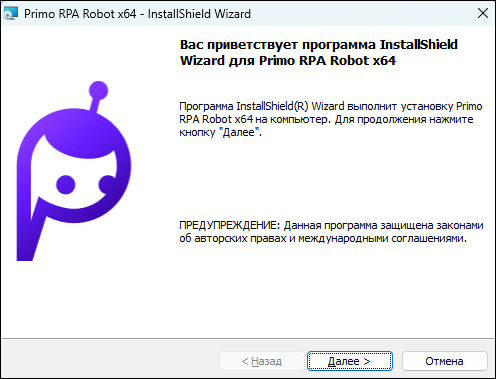 Primo RPA Robot x64 - InstallShield Wizard
Вас приветствует программа InstallShield
Wizard для Primo RPA Robot x64
Программа InstallShield(R) Wizard выполнит установку Primo
RPA Robot x64 на компьютер. Для продолжения нажмите
кнопку "Далее".
ПРЕДУПРЕЖДЕНИЕ: Данная программа защищена законами
об авторских правах и международными соглашениями.
< Назад
Далее >
Отмена